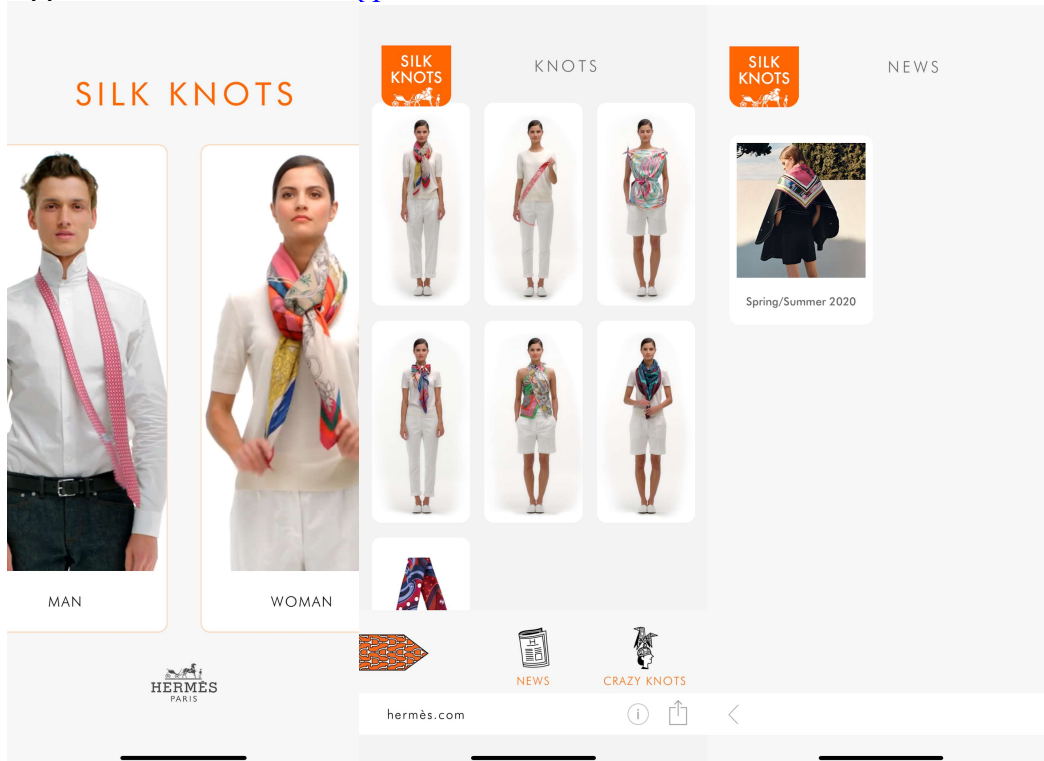 SILK KNOTS
MAN
WOMAN
HERMÈS
PARIS
SILK
KNOTS
KNOTS
NEWS
CRAZY KNOTS
hermès.com
SILK
KNOTS
NEWS
Spring/Summer 2020